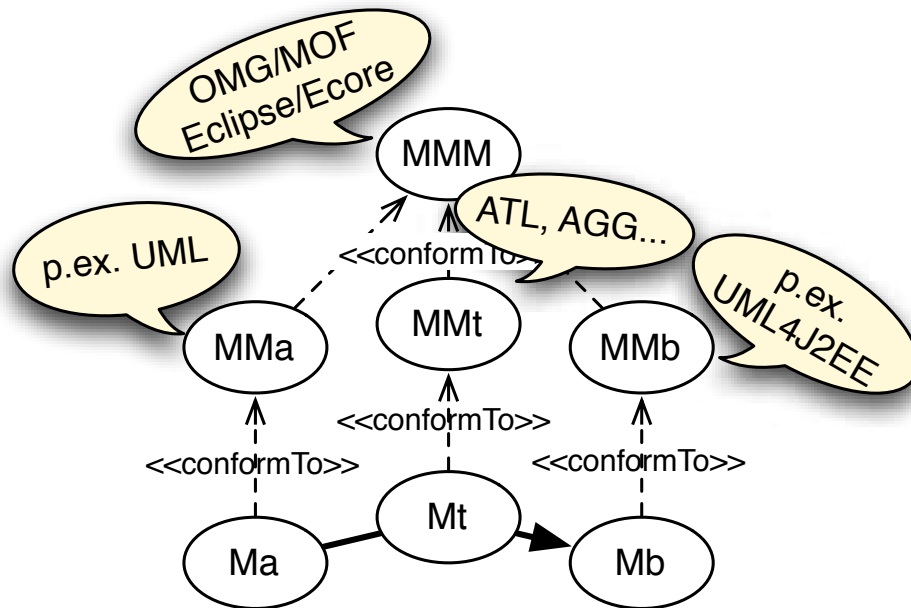 OMG/MOF
Eclipse/Ecore
MMM
ATL, AGG...
p.ex. UML
<<conformTo>>
p.ex.
UML4J2EE
MMa
MMt
MMb
<<conformTo>>
<<conformTo>>
<<conformTo>>
Mt
Ma
Mb